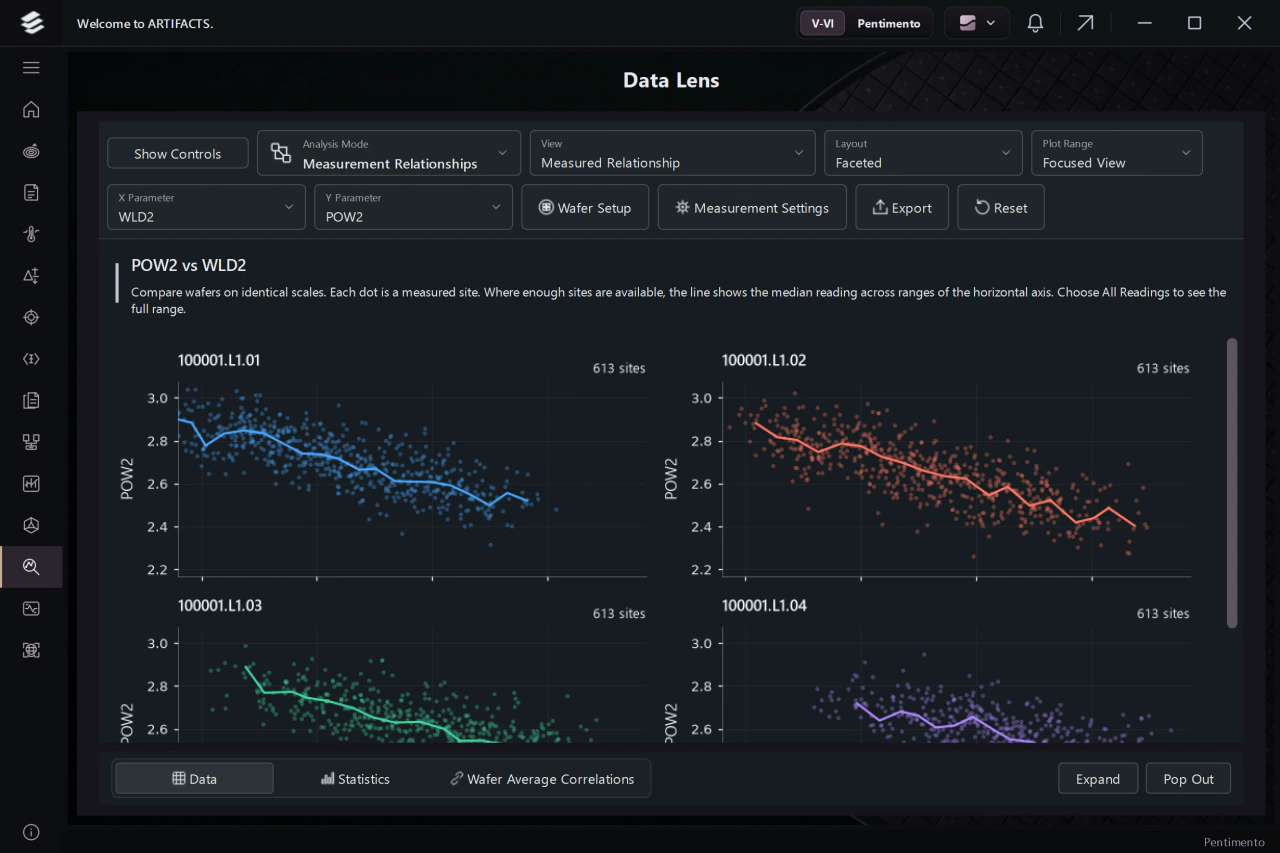 Welcome to ARTIFACTS.
V-VI
Pentimento
Data Lens
Show Controls
Analysis Mode
Measurement Relationships
View
Measured Relationship
Layout
Faceted
Plot Range
Focused View
X Parameter
WLD2
Y Parameter
POW2
Wafer Setup
Measurement Settings
Export
Reset
POW2 vs WLD2
Compare wafers on identical scales. Each dot is a measured site. Where enough sites are available, the line shows the median reading across ranges of the horizontal axis. Choose All Readings to see the
full range.
100001.L1.01
613 sites
3.0
2.8
2.6
2.4
2.2
POW2
100001.L1.02
613 sites
3.0
2.8
2.6
2.4
2.2
POW2
100001.L1.03
613 sites
3.0
2.8
2.6
POW2
100001.L1.04
613 sites
3.0
2.8
2.6
POW2
Data
Statistics
Wafer Average Correlations
Expand
Pop Out
Pentimento